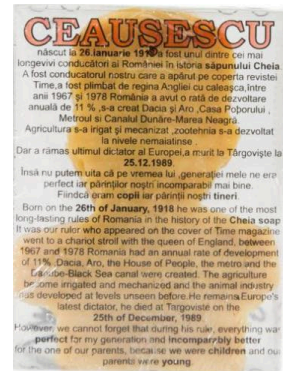 CEAUSESCU
născut la 26.ianuarie 1918 a fost unul dintre cei mai
longevivi conducători ai României în istoria săpunului Cheia.
A fost conducatorul nostru care a apărut pe coperta revistei
Time,a fost plimbat de regina Angliei cu caleașca,între
anii 1967 și 1978 România a avut o rată de dezvoltare
anuală de 11 % ,s-a creat Dacia și Aro ,Casa Poporului ,
Metroul si Canalul Dunăre-Marea Neagră.
Agricultura s-a irigat și mecanizat ,zootehnia s-a dezvoltat
la nivele nemaiatinse .
Dar a rămas ultimul dictator al Europei,a murit la Târgoviște la
25.12.1989.
Însă nu putem uita că pe vremea lui ,generației mele ne era
perfect iar părinților noștri incomparabil mai bine.
Fiindcă eram copii iar părinții noștri tineri.
Born on the 26th of January, 1918 he was one of the most
long-lasting rules of Romania in the history of the Cheia soap
It was our ruler who appeared on the cover of Time magazine
went to a chariot stroll with the queen of England, between
1967 and 1978 Romania had an annual rate of development
of 11%. Dacia, Aro, the House of People, the metro and the
Danube-Black Sea canal were created. The agriculture
become irrigated and mechanized and the animal industry
was developed at levels unseen before.He remains Europe's
latest dictator, he died at Targoviste on the
25th of December, 1989.
However, we cannot forget that during his rule, everything was
perfect for my generation and incomparably better
for the one of our parents, because we were children and our
parents were young.